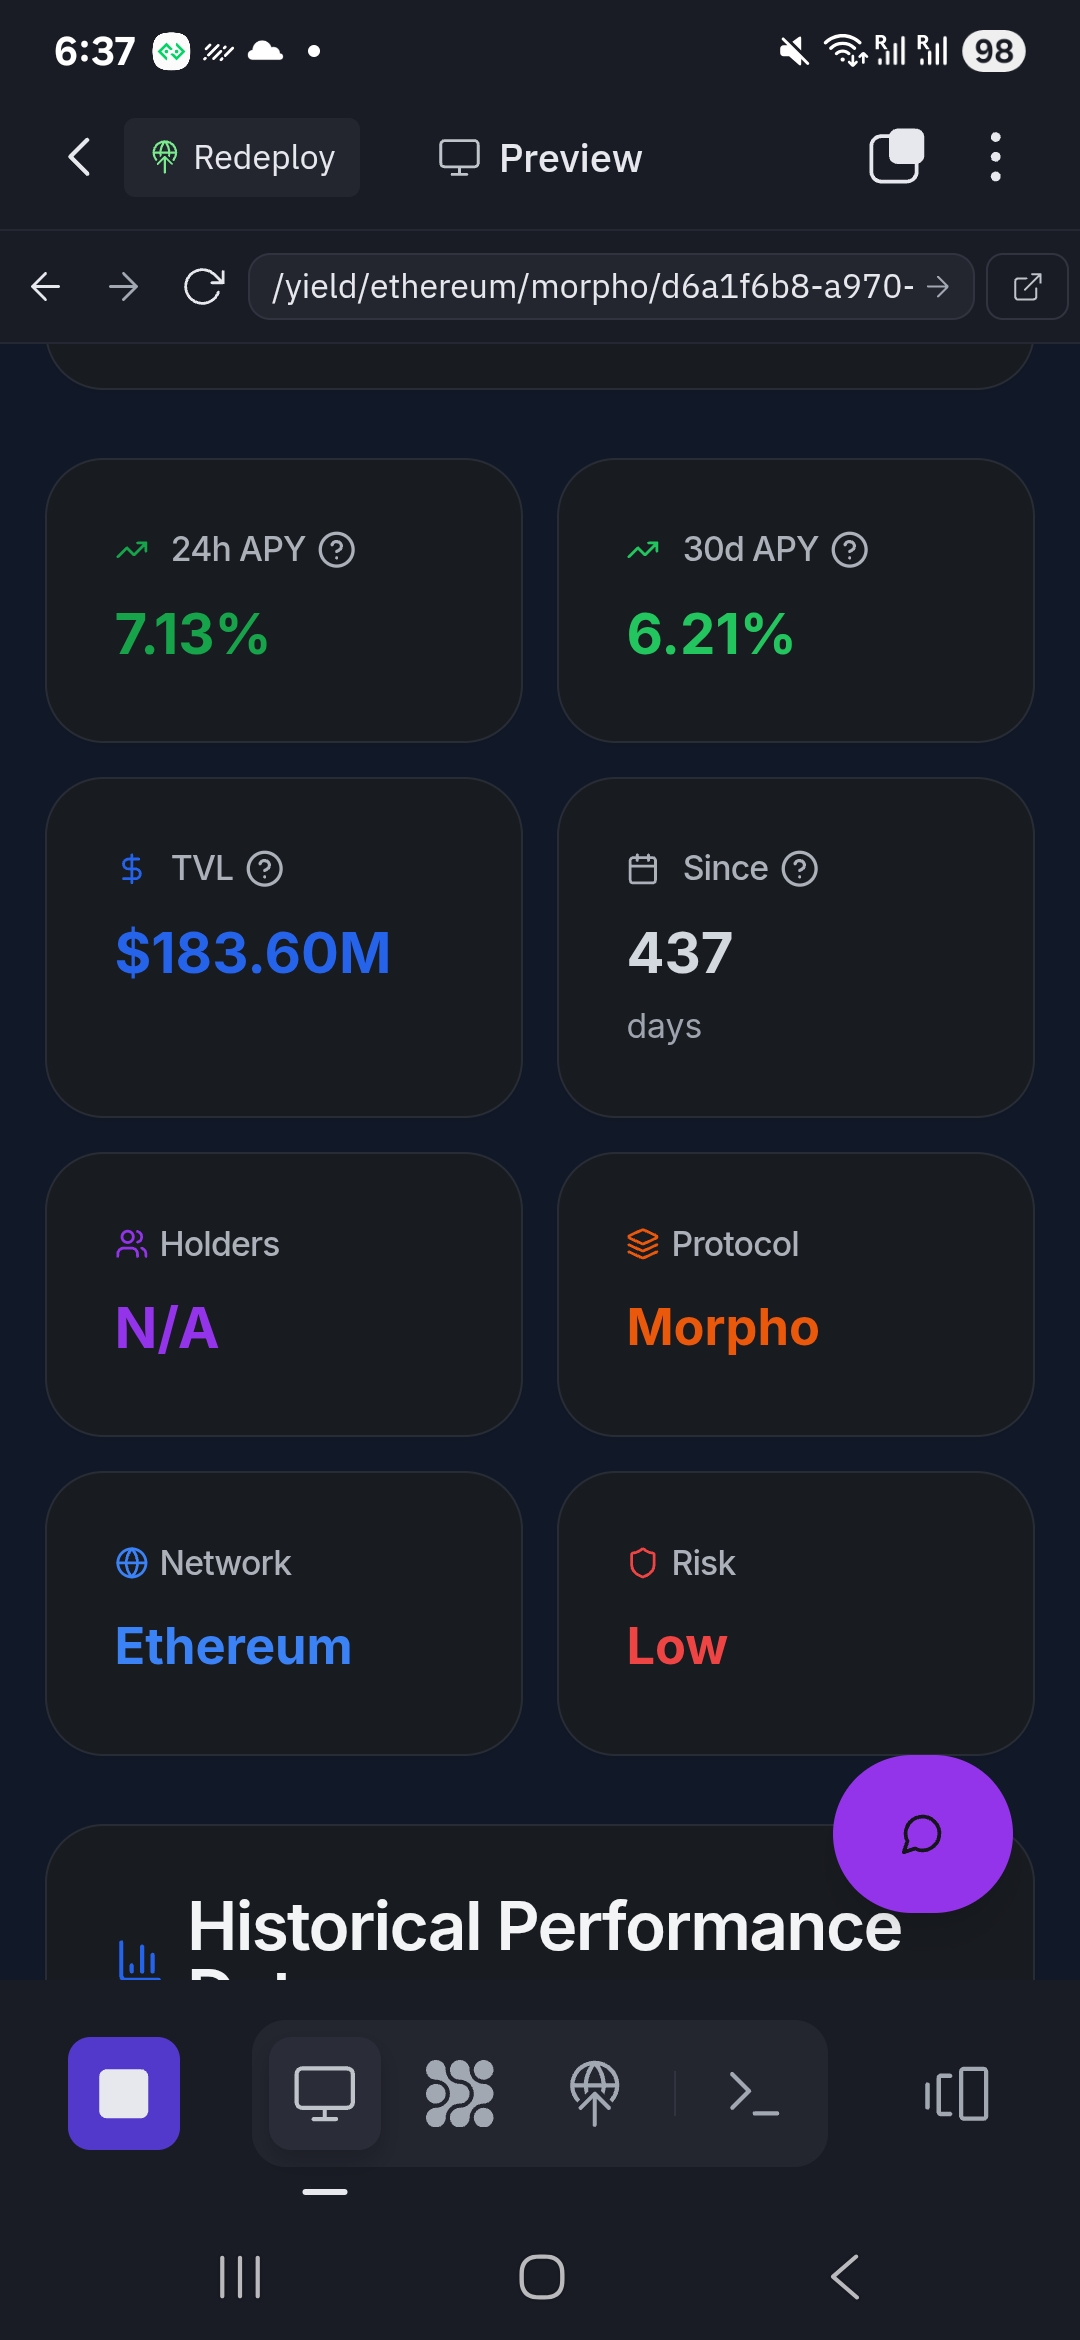 6:37
R
R
98
Redeploy
Preview
/yield/ethereum/morpho/d6a1f6b8-a970-
24h APY
7.13%
30d APY
6.21%
TVL
$183.60M
Since
437
days
Holders
N/A
Protocol
Morpho
Network
Ethereum
Risk
Low
Historical Performance